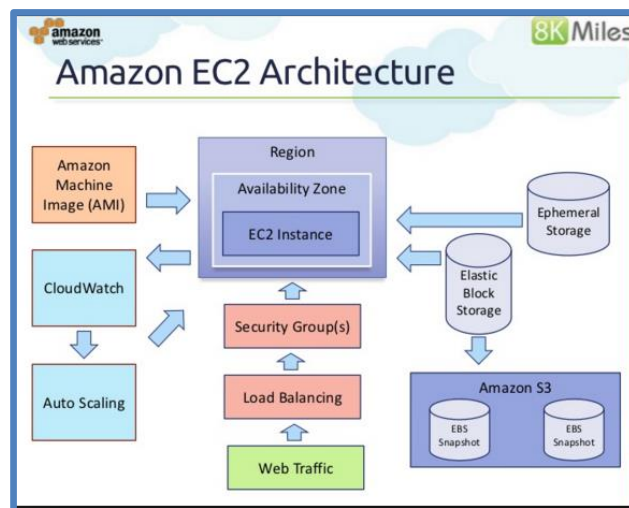 amazon
web services™
8K Miles
Amazon EC2 Architecture
Amazon
Machine
Image (AMI)
Region
Availability Zone
EC2 Instance
Ephemeral
Storage
CloudWatch
Elastic
Block
Storage
Security Group(s)
Auto Scaling
Load Balancing
Amazon S3
EBS
Snapshot
EBS
Snapshot
Web Traffic